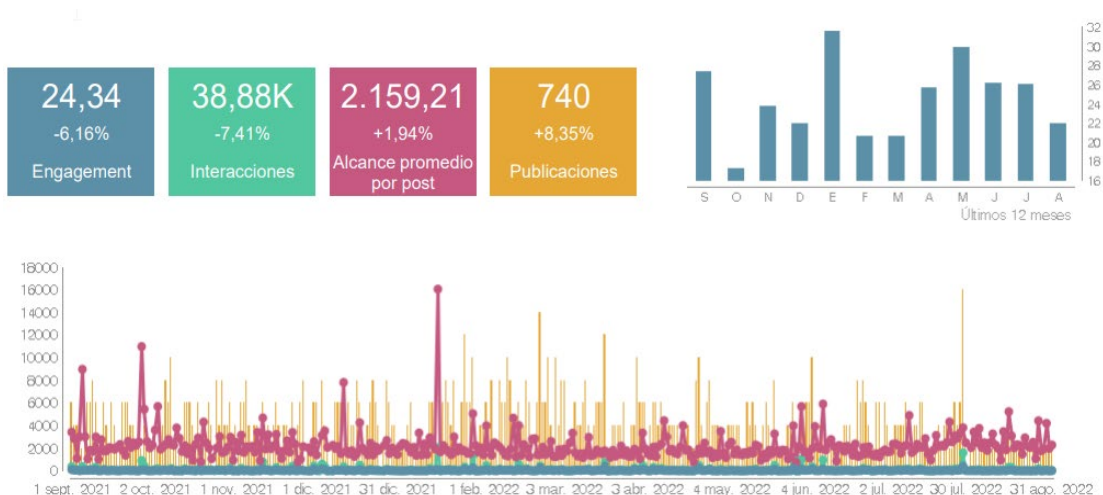 24,34
-6,16%
Engagement
38,88K
-7,41%
Interacciones
2.159,21
+1,94%
Alcance promedio
por post
740
+8,35%
Publicaciones
32
30
28
26
24
22
20
18
16
S O N D E F M A M J J A
Últimos 12 meses
18000
16000
14000
12000
10000
8000
6000
4000
2000
0
1 sept. 2021 2 oct. 2021 1 nov. 2021 1 dic. 2021 31 dic. 2021 1 feb. 2022 3 mar. 2022 3 abr. 2022 4 may. 2022 4 jun. 2022 2 jul. 2022 30 jul. 2022 31 ago. 2022